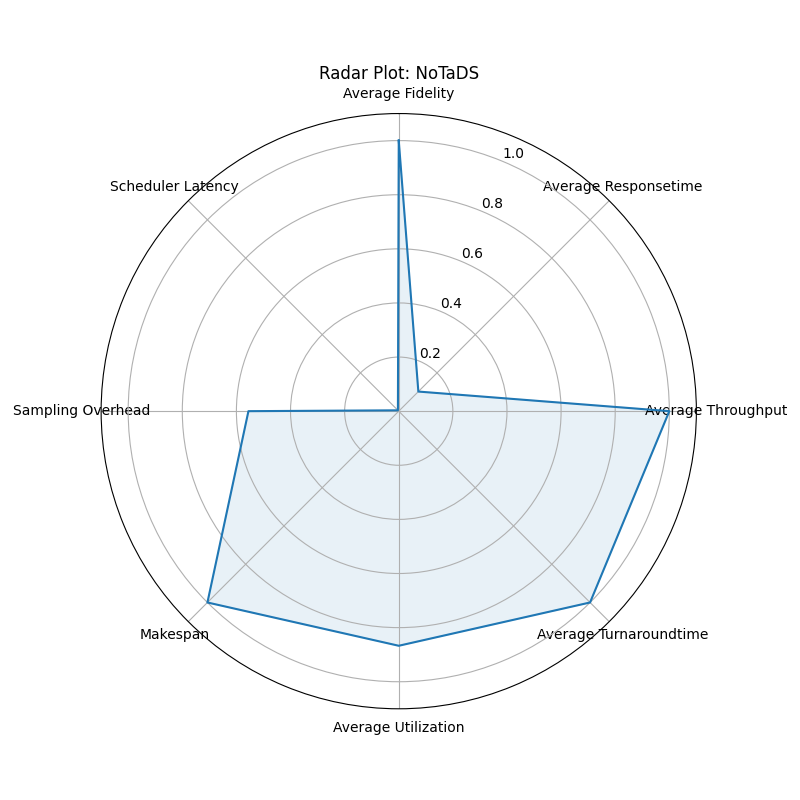 Radar Plot: NoTaDS
Average Fidelity
1.0
Scheduler Latency
Average Responsetime
0.8
0.6
0.4
0.2
Sampling Overhead
Average Throughput
Makespan
Average Turnaroundtime
Average Utilization